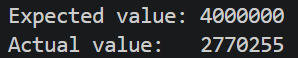 Expected value: 4000000
Actual value:   2770255